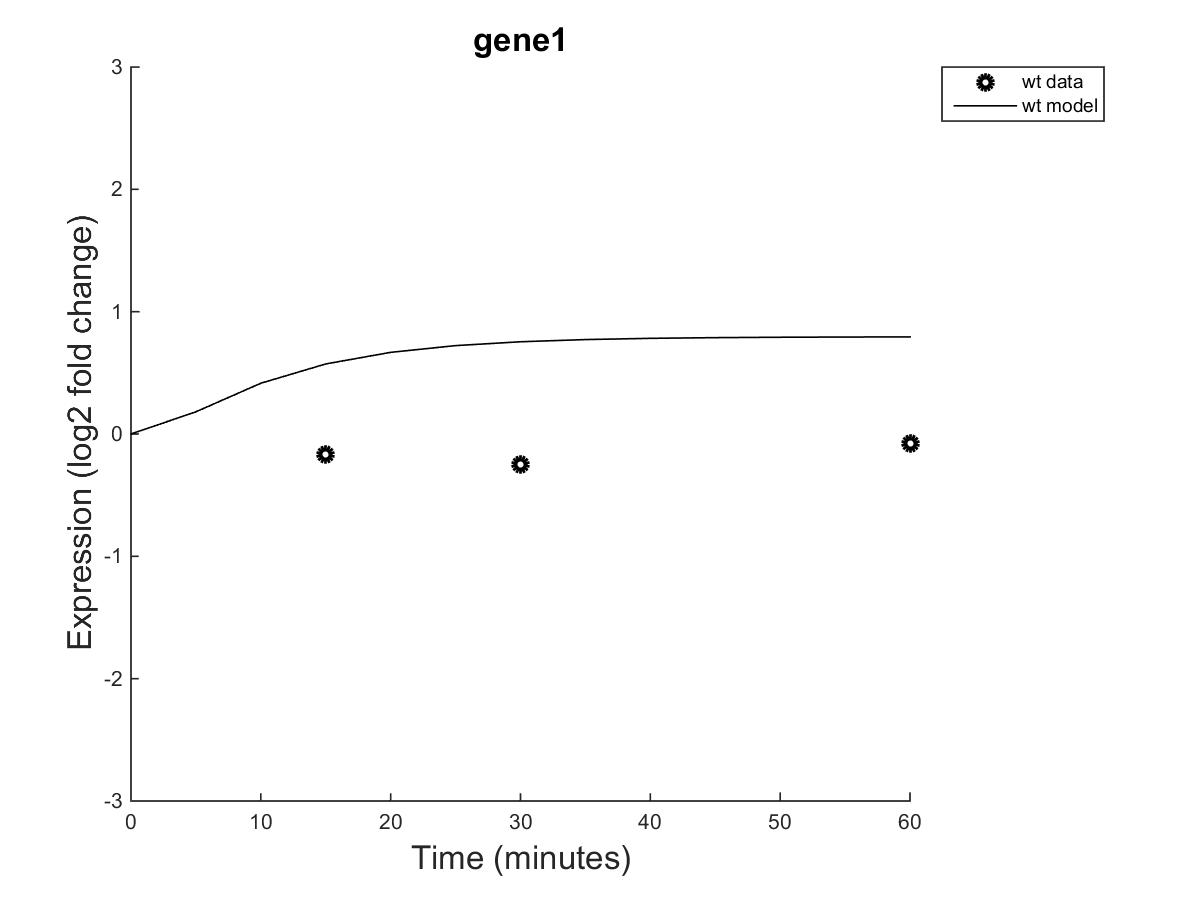 gene1
wt data
wt model
Expression (log2 fold change)
3
2
1
0
-1
-2
-3
0 10 20 30 40 50 60
Time (minutes)